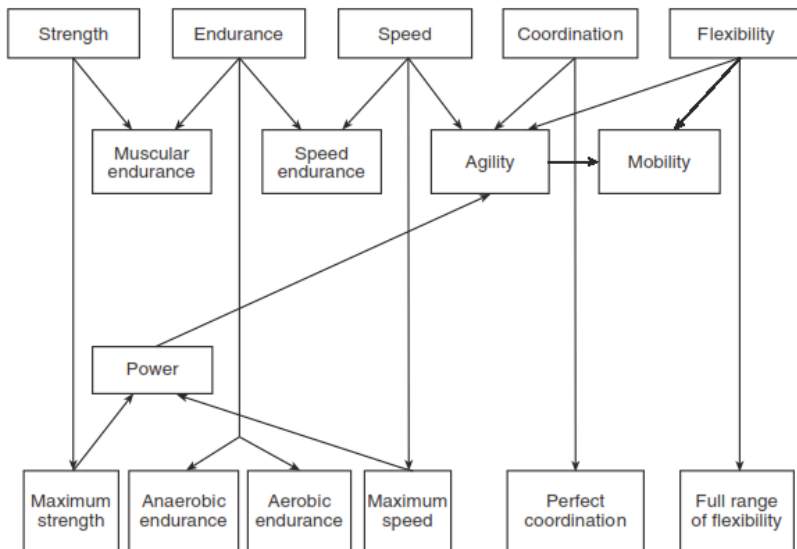 Strength
Endurance
Speed
Coordination
Flexibility
Muscular
endurance
Speed
endurance
Agility
Mobility
Power
Maximum
strength
Anaerobic
endurance
Aerobic
endurance
Maximum
speed
Perfect
coordination
Full range
of flexibility